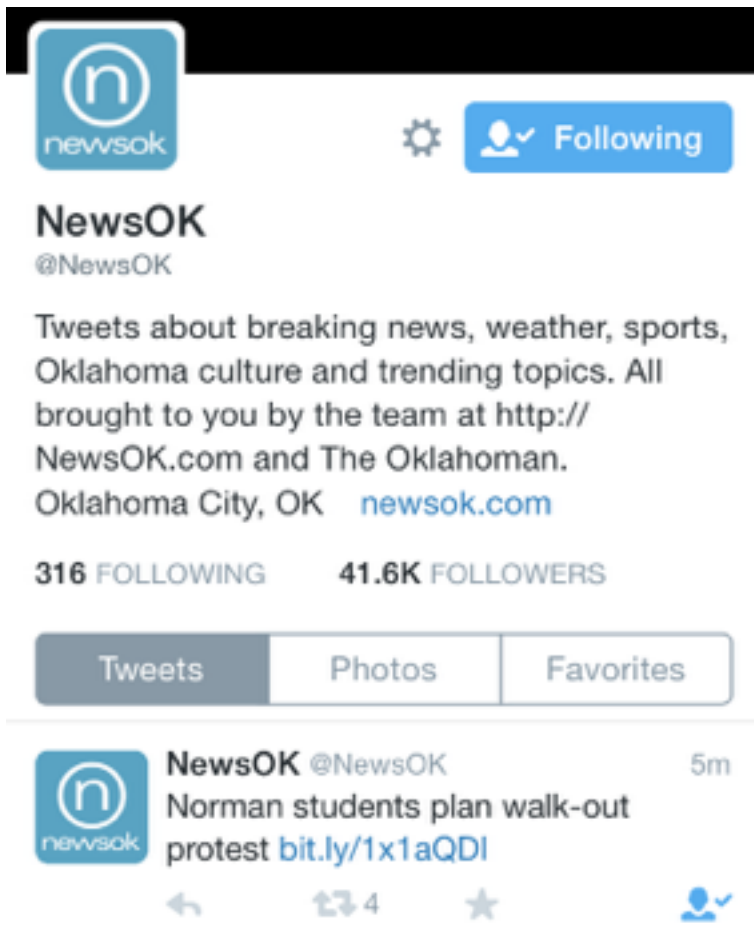 n
newsok
Following
NewsOK
@NewsOK
Tweets about breaking news, weather, sports,
Oklahoma culture and trending topics. All
brought to you by the team at http://
NewsOK.com and The Oklahoman.
Oklahoma City, OK newsok.com
316 FOLLOWING 41.6K FOLLOWERS
Tweets Photos Favorites
n
newsok
NewsOK @NewsOK 5m
Norman students plan walk-out
protest bit.ly/1x1aQDl
4